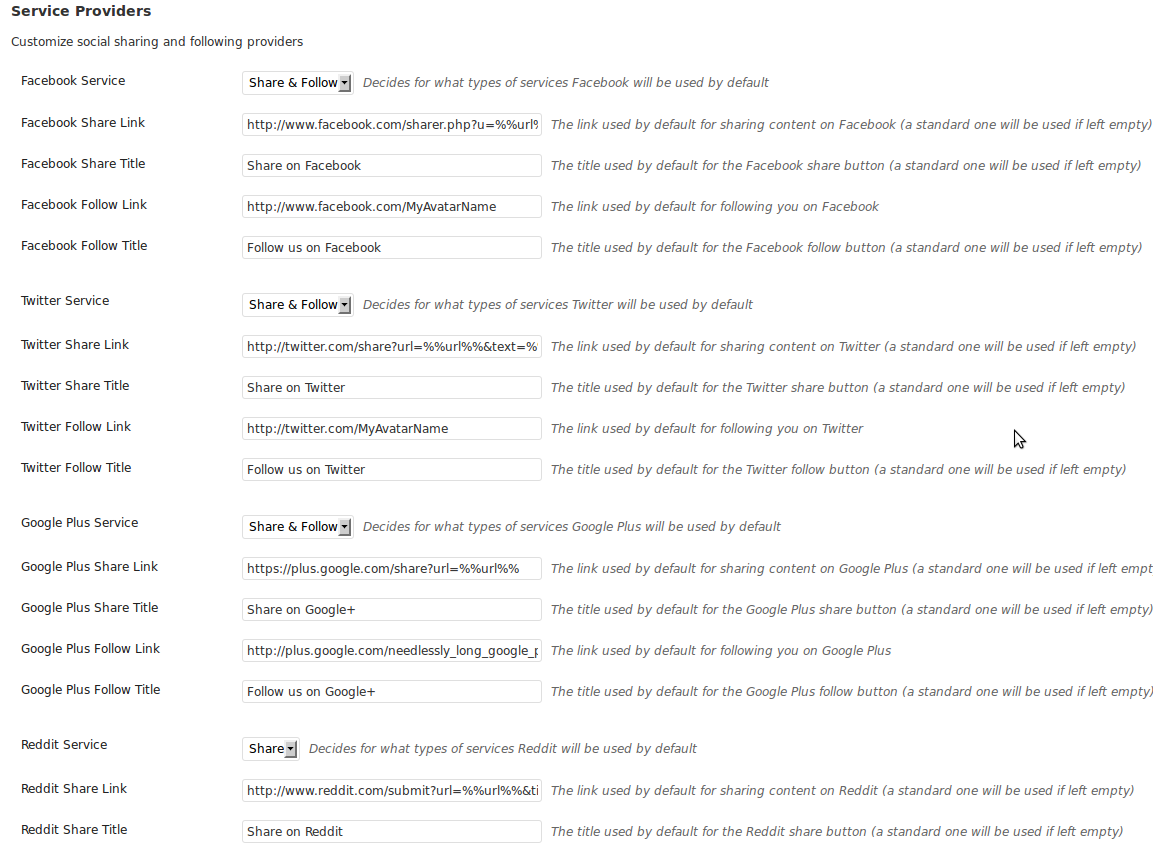 Service Providers
Customize social sharing and following providers
Facebook Service Share & Follow Decides for what types of services Facebook will be used by default
Facebook Share Link http://www.facebook.com/sharer.php?u=%%url% The link used by default for sharing content on Facebook (a standard one will be used if left empty)
Facebook Share Title Share on Facebook The title used by default for the Facebook share button (a standard one will be used if left empty)
Facebook Follow Link http://www.facebook.com/MyAvatarName The link used by default for following you on Facebook
Facebook Follow Title Follow us on Facebook The title used by default for the Facebook follow button (a standard one will be used if left empty)
Twitter Service Share & Follow Decides for what types of services Twitter will be used by default
Twitter Share Link http://twitter.com/share?url=%%url%%&text=% The link used by default for sharing content on Twitter (a standard one will be used if left empty)
Twitter Share Title Share on Twitter The title used by default for the Twitter share button (a standard one will be used if left empty)
Twitter Follow Link http://twitter.com/MyAvatarName The link used by default for following you on Twitter
Twitter Follow Title Follow us on Twitter The title used by default for the Twitter follow button (a standard one will be used if left empty)
Google Plus Service Share & Follow Decides for what types of services Google Plus will be used by default
Google Plus Share Link https://plus.google.com/share?url=%%url%% The link used by default for sharing content on Google Plus (a standard one will be used if left empt
Google Plus Share Title Share on Google+ The title used by default for the Google Plus share button (a standard one will be used if left empty)
Google Plus Follow Link http://plus.google.com/needlessly_long_google_p The link used by default for following you on Google Plus
Google Plus Follow Title Follow us on Google+ The title used by default for the Google Plus follow button (a standard one will be used if left empty)
Reddit Service Share Decides for what types of services Reddit will be used by default
Reddit Share Link http://www.reddit.com/submit?url=%%url%%&ti The link used by default for sharing content on Reddit (a standard one will be used if left empty)
Reddit Share Title Share on Reddit The title used by default for the Reddit share button (a standard one will be used if left empty)